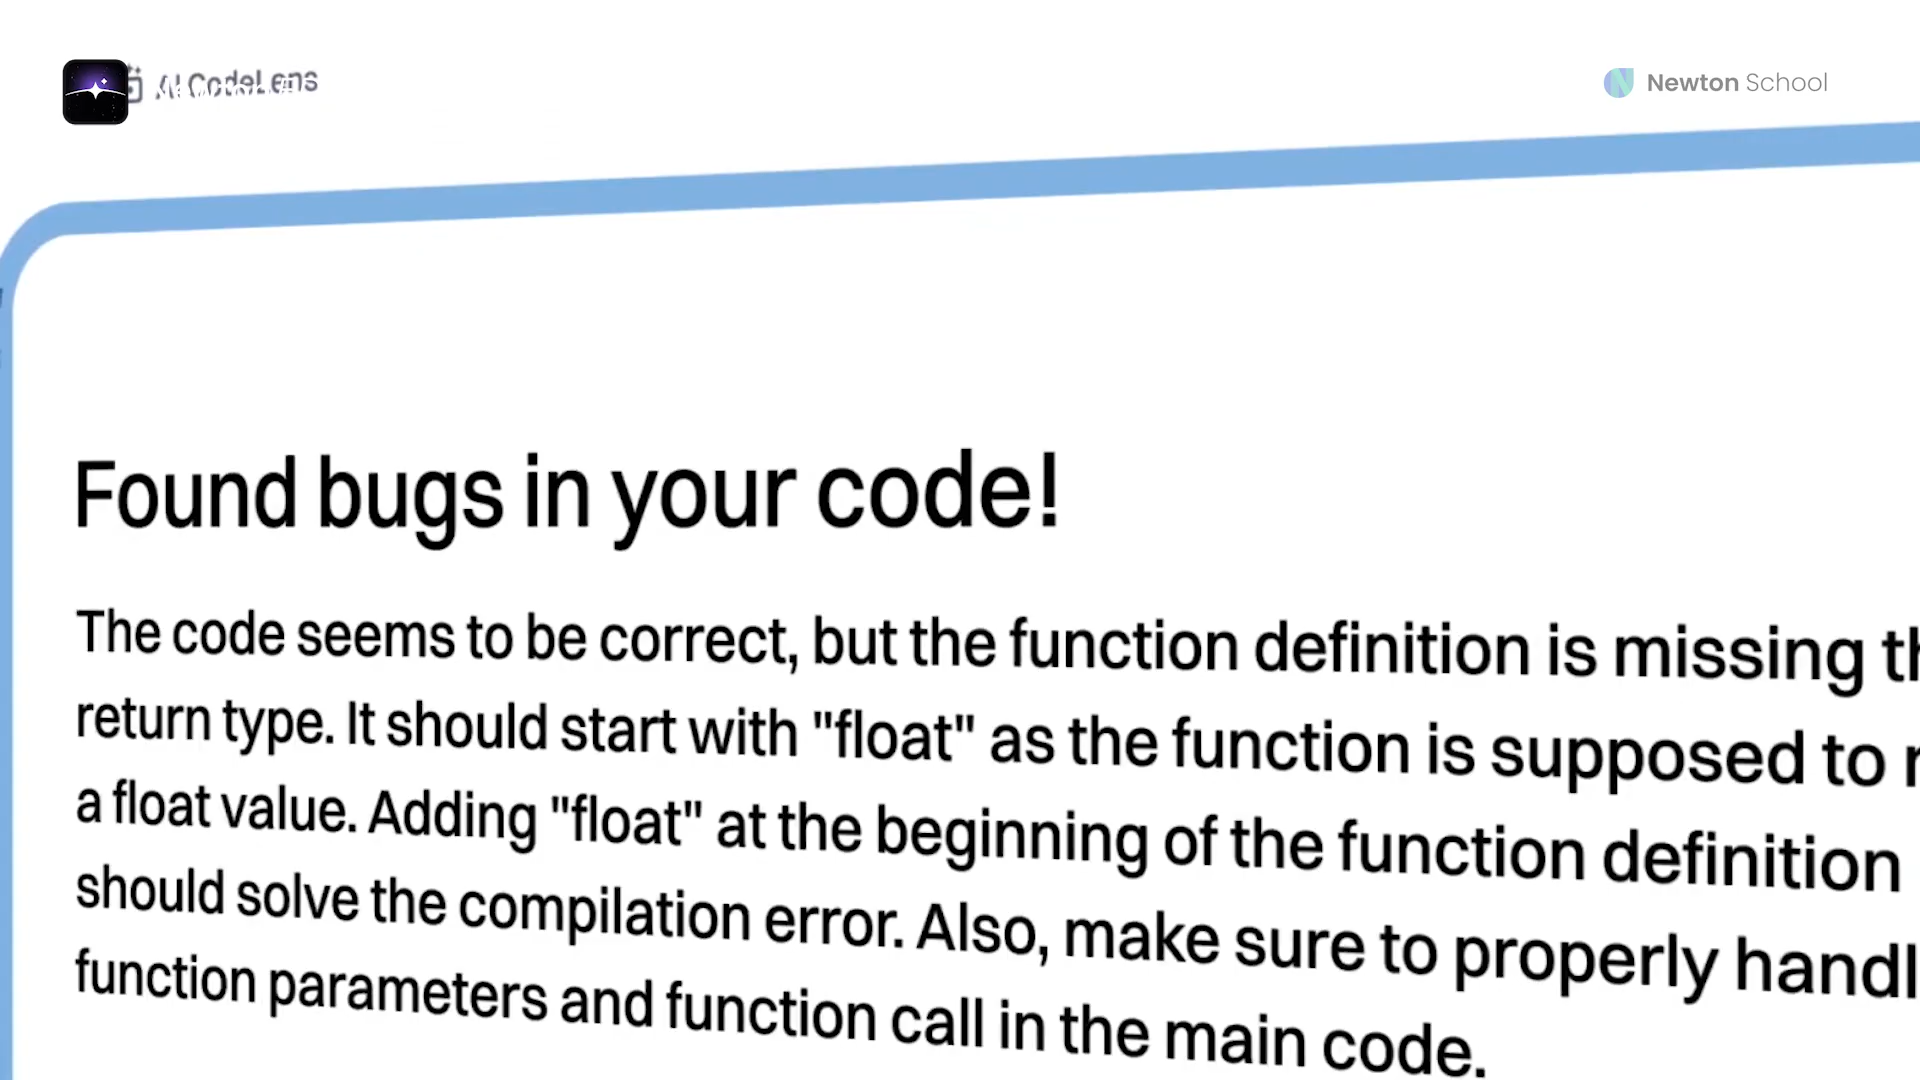 AI CodeLens
Newton School
Found bugs in your code!
The code seems to be correct, but the function definition is missing
return type. It should start with "float" as the function is supposed to
a float value. Adding "float" at the beginning of the function definition
should solve the compilation error. Also, make sure to properly
function parameters and function call in the main code.